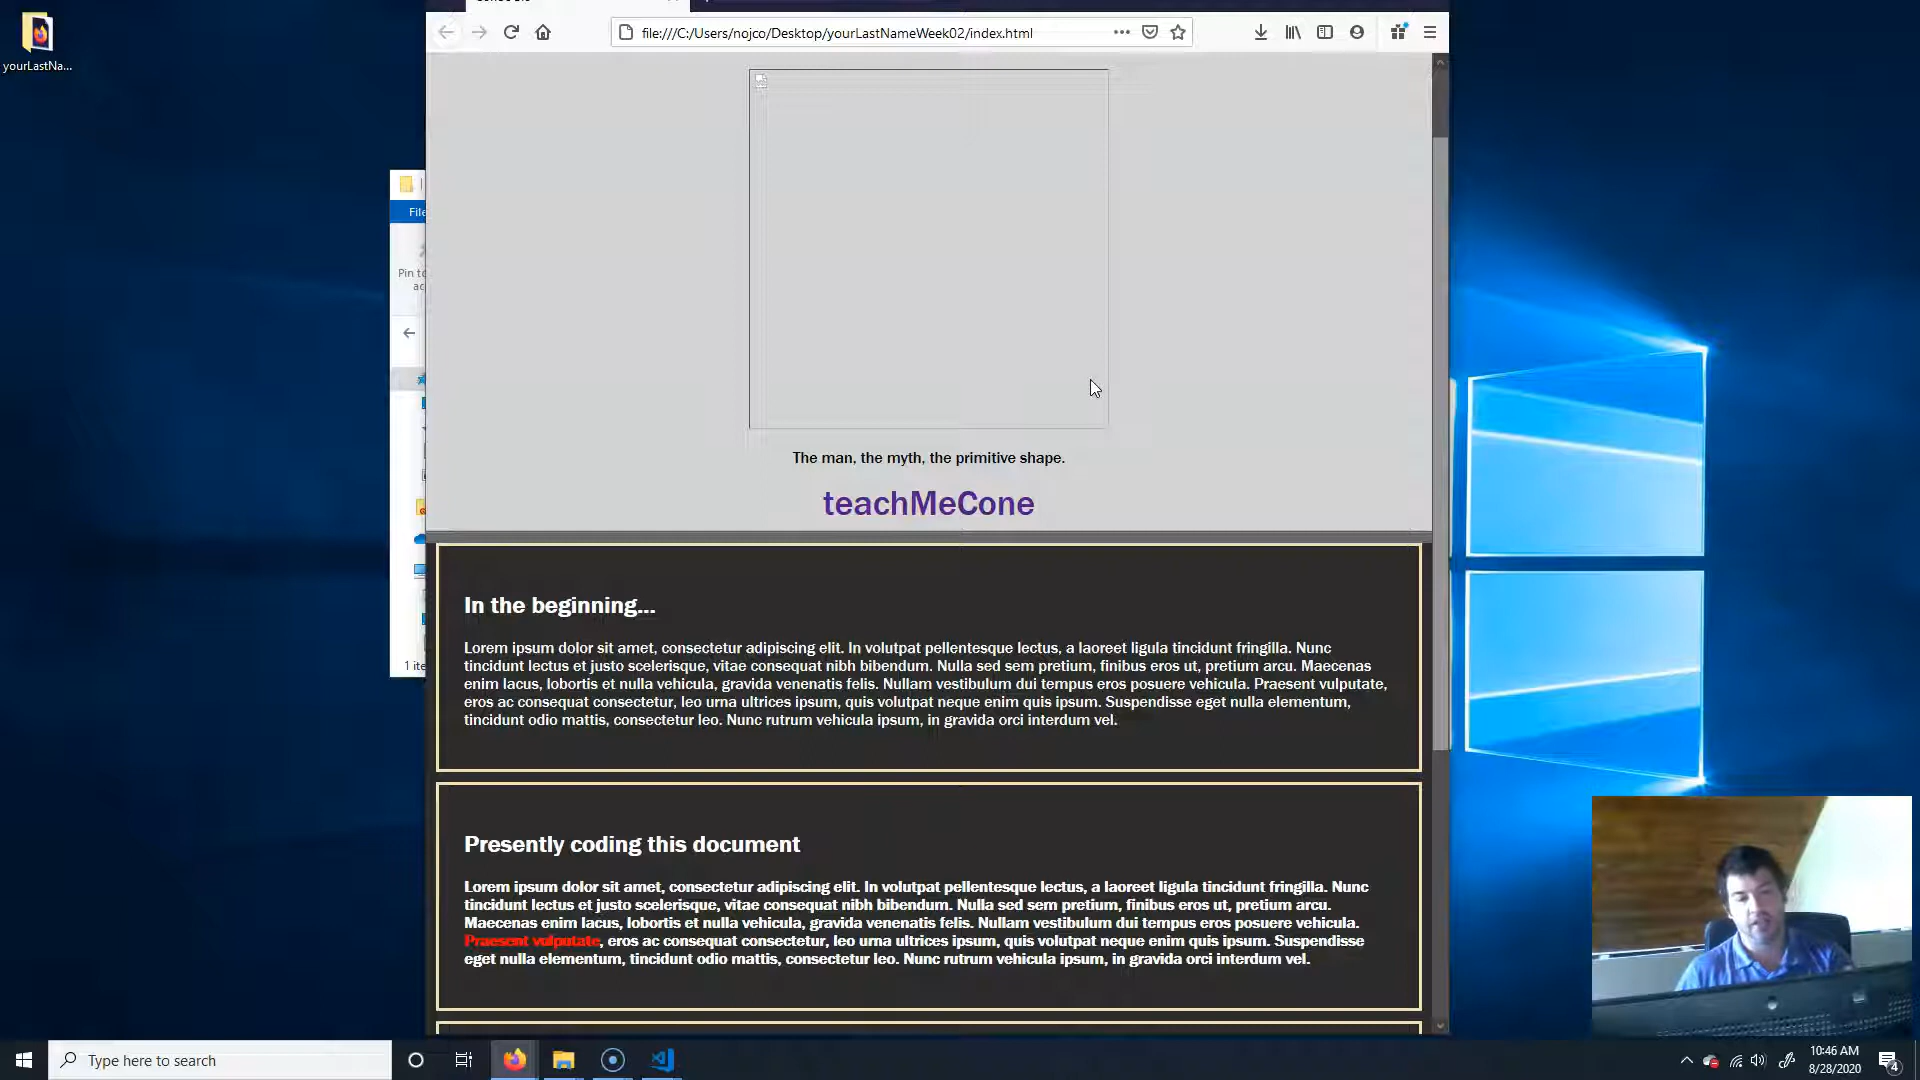 yourLastNa...
file:///C:/Users/nojco/Desktop/yourLastNameWeek02/index.html
File
Pin to
The man, the myth, the primitive shape.
teachMeCone
In the beginning...
Lorem ipsum dolor sit amet, consectetur adipiscing elit. In volutpat pellentesque lectus, a laoreet ligula tincidunt fringilla. Nunc
tincidunt lectus et justo scelerisque, vitae consequat nibh bibendum. Nulla sed sem pretium, finibus eros ut, pretium arcu. Maecenas
enim lacus, lobortis et nulla vehicula, gravida venenatis felis. Nullam vestibulum dui tempus eros posuere vehicula. Praesent vulputate,
eros ac consequat consectetur, leo urna ultrices ipsum, quis volutpat neque enim quis ipsum. Suspendisse eget nulla elementum,
tincidunt odio mattis, consectetur leo. Nunc rutrum vehicula ipsum, in gravida orci interdum vel.
Presently coding this document
Lorem ipsum dolor sit amet, consectetur adipiscing elit. In volutpat pellentesque lectus, a laoreet ligula tincidunt fringilla. Nunc
tincidunt lectus et justo scelerisque, vitae consequat nibh bibendum. Nulla sed sem pretium, finibus eros ut, pretium arcu.
Maecenas enim lacus, lobortis et nulla vehicula, gravida venenatis felis. Nullam vestibulum dui tempus eros posuere vehicula.
Praesent vulputate, eros ac consequat consectetur, leo urna ultrices ipsum, quis volutpat neque enim quis ipsum. Suspendisse
eget nulla elementum, tincidunt odio mattis, consectetur leo. Nunc rutrum vehicula ipsum, in gravida orci interdum vel.
1 ite
Type here to search
10:46 AM
8/28/2020
4